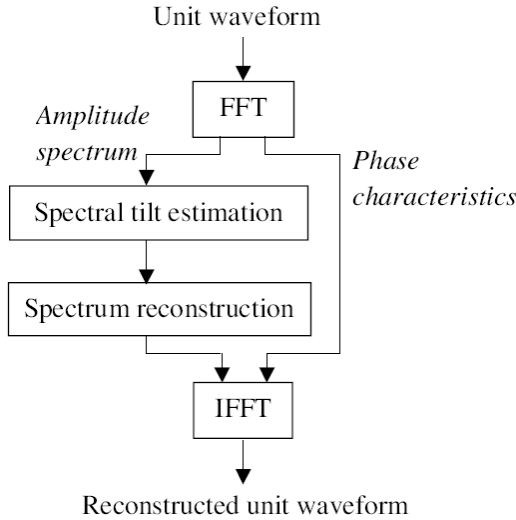 Unit waveform
FFT
Amplitude
spectrum
Phase
characteristics
Spectral tilt estimation
Spectrum reconstruction
IFFT
Reconstructed unit waveform